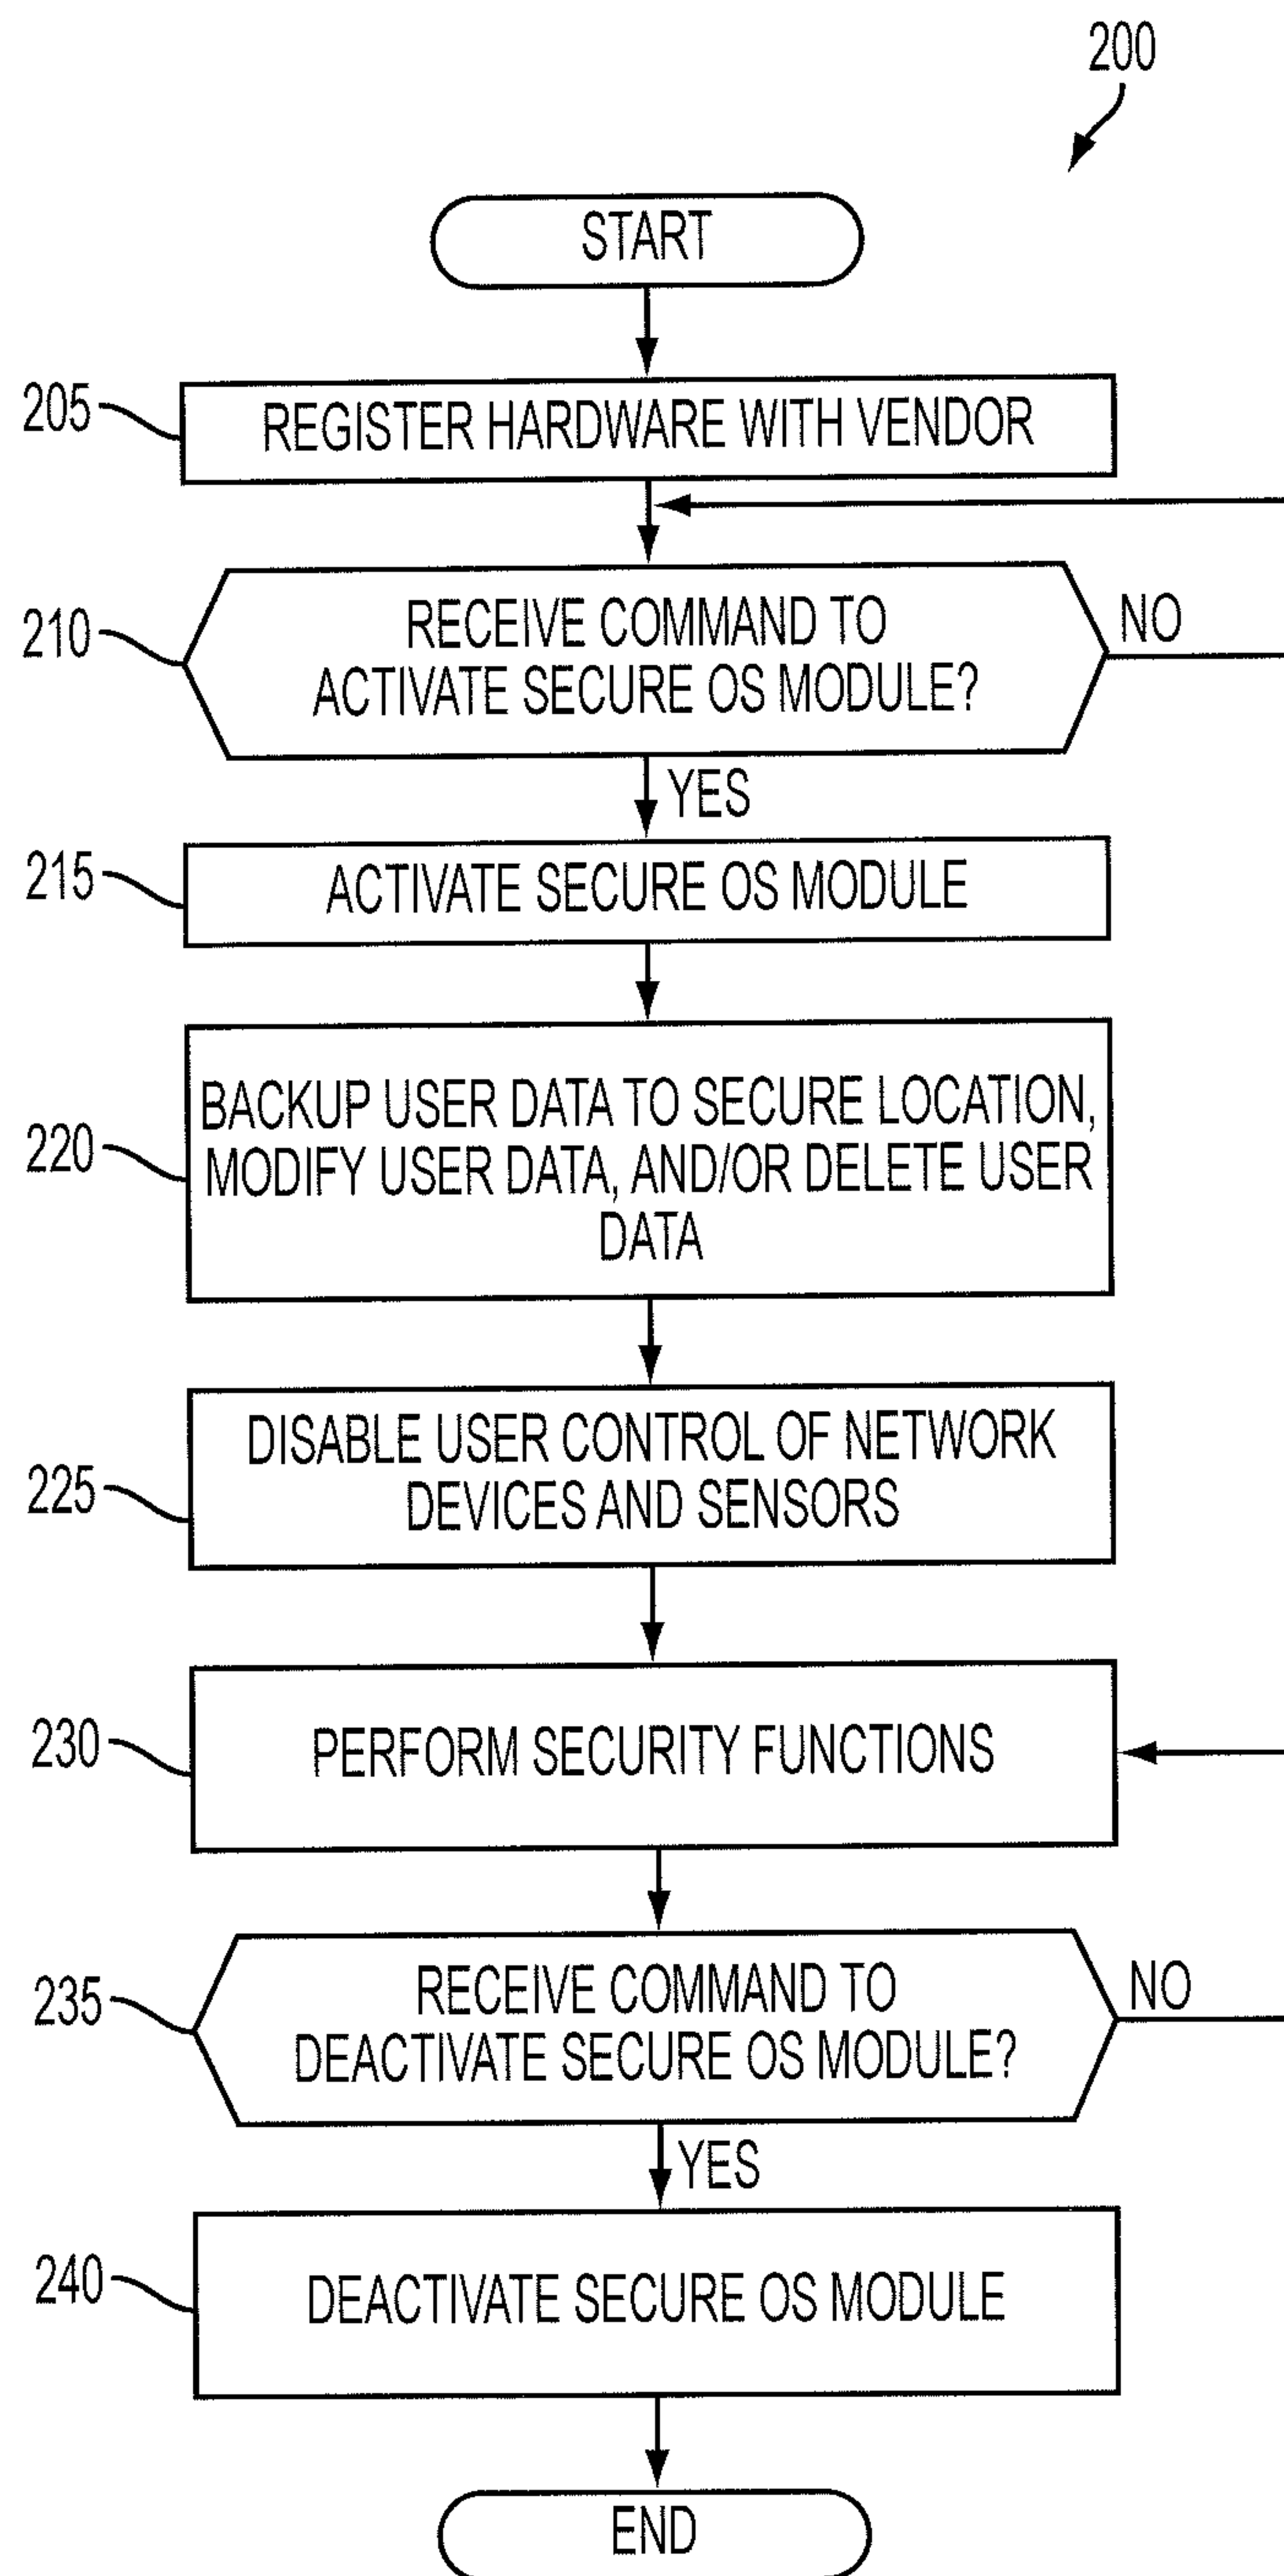 200
START
205
REGISTER HARDWARE WITH VENDOR
210
RECEIVE COMMAND TO
ACTIVATE SECURE OS MODULE?
NO
YES
215
ACTIVATE SECURE OS MODULE
220
BACKUP USER DATA TO SECURE LOCATION,
MODIFY USER DATA, AND/OR DELETE USER
DATA
225
DISABLE USER CONTROL OF NETWORK
DEVICES AND SENSORS
230
PERFORM SECURITY FUNCTIONS
235
RECEIVE COMMAND TO
DEACTIVATE SECURE OS MODULE?
NO
YES
240
DEACTIVATE SECURE OS MODULE
END